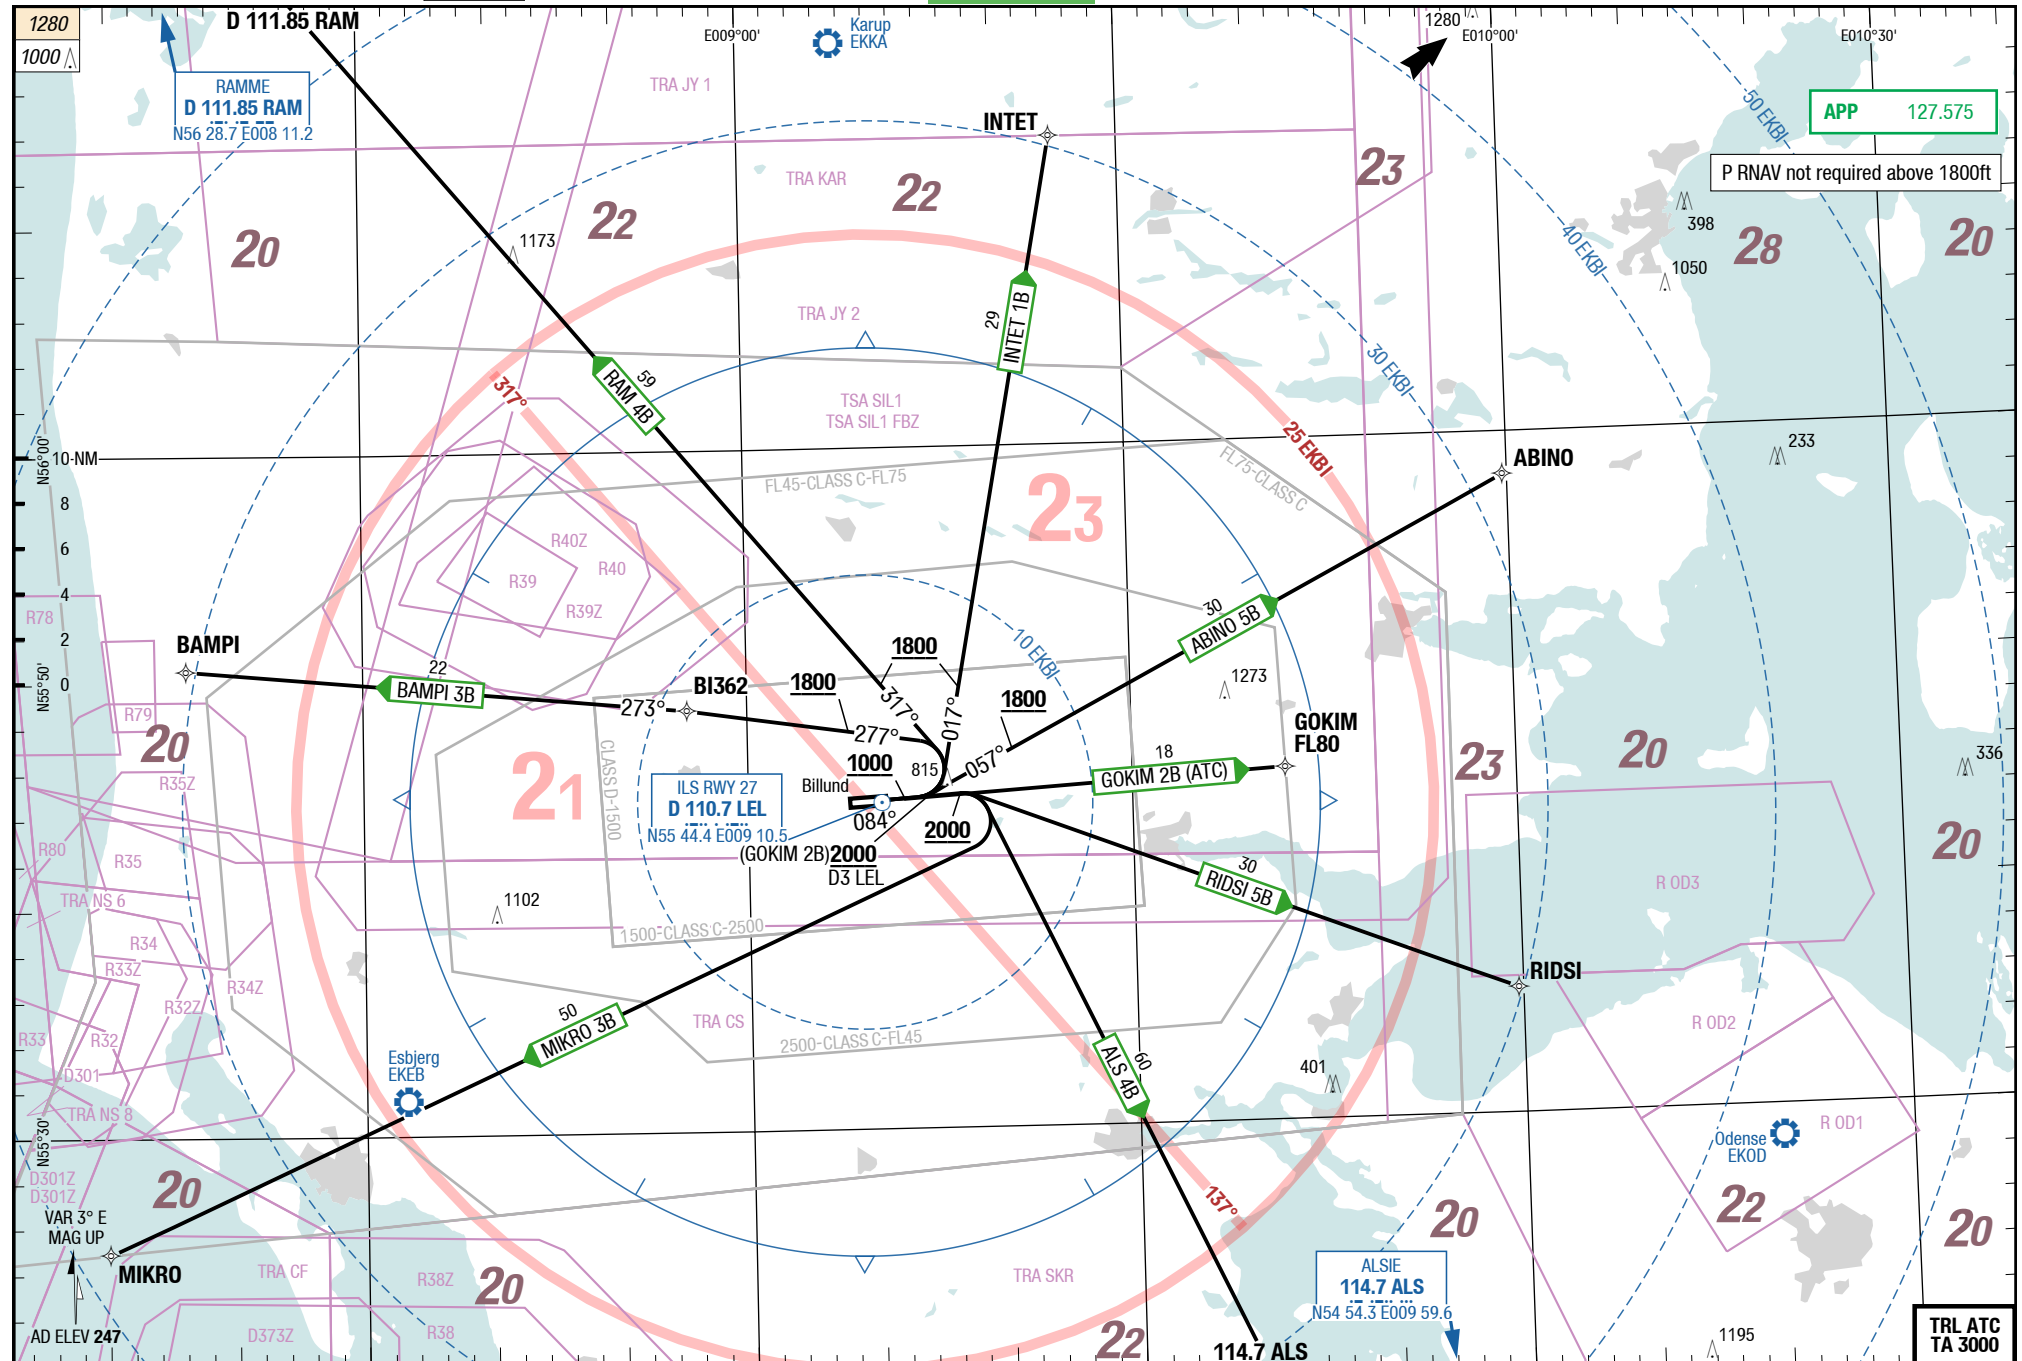 1280
1000
D 111.85 RAM
RAMME
D 111.85 RAM
N56 28.7 E008 11.2
Karup
EKKA
E009°00'
1280
E010°00'
E010°30'
50 EKBI
APP 127.575
P RNAV not required above 1800ft
TRA JY 1
INTET
TRA KAR
22
22
23
20
1173
398
28
20
1050
40 EKBI
29
INTET 1B
TRA JY 2
30 EKBI
317°
59
RAM 4B
TSA SIL1
TSA SIL1 FBZ
25 EKBI
N56°00'
10-NM
8
6
4
2
0
N55°50'
FL45-CLASS C-FL75
FL75-CLASS C
ABINO
233
23
R40Z
R39
R40
R39Z
R78
30
ABINO 5B
10 EKBI
BAMPI
22
BAMPI 3B
273°
BI362
1800
1800
317°
017°
1800
057°
277°
1273
GOKIM
FL80
18
GOKIM 2B (ATC)
R79
20
21
23
20
336
CLASS D-1500
1000
815
Billund
ILS RWY 27
D 110.7 LEL
N55 44.4 E009 10.5
084°
2000
(GOKIM 2B) 2000
D3 LEL
R35Z
R80
R35
TRA NS 6
20
30
RIDSI 5B
R OD3
1102
1500-CLASS C-2500
R34
R33Z
R34Z
R32Z
RIDSI
R33
R32
50
MIKRO 3B
TRA CS
2500-CLASS C-FL45
R OD2
Esbjerg
EKEB
D301
TRA NS 8
60
ALS 4B
401
R OD1
Odense
EKOD
N55°30'
D301Z
D301Z
20
137°
20
22
20
VAR 3° E
MAG UP
MIKRO
TRA CF
R38Z
20
TRA SKR
ALSIE
114.7 ALS
N54 54.3 E009 59.6
AD ELEV 247
D373Z
R38
22
114.7 ALS
1195
TRL ATC
TA 3000